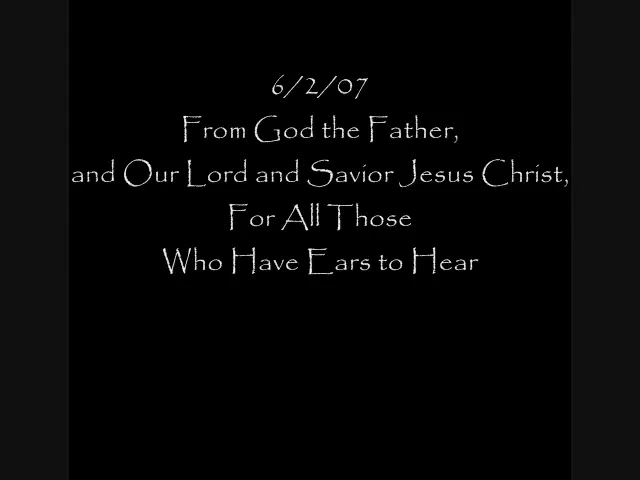 6/2/07
From God the Father,
and Our Lord and Savior Jesus Christ,
For All Those
Who Have Ears to Hear